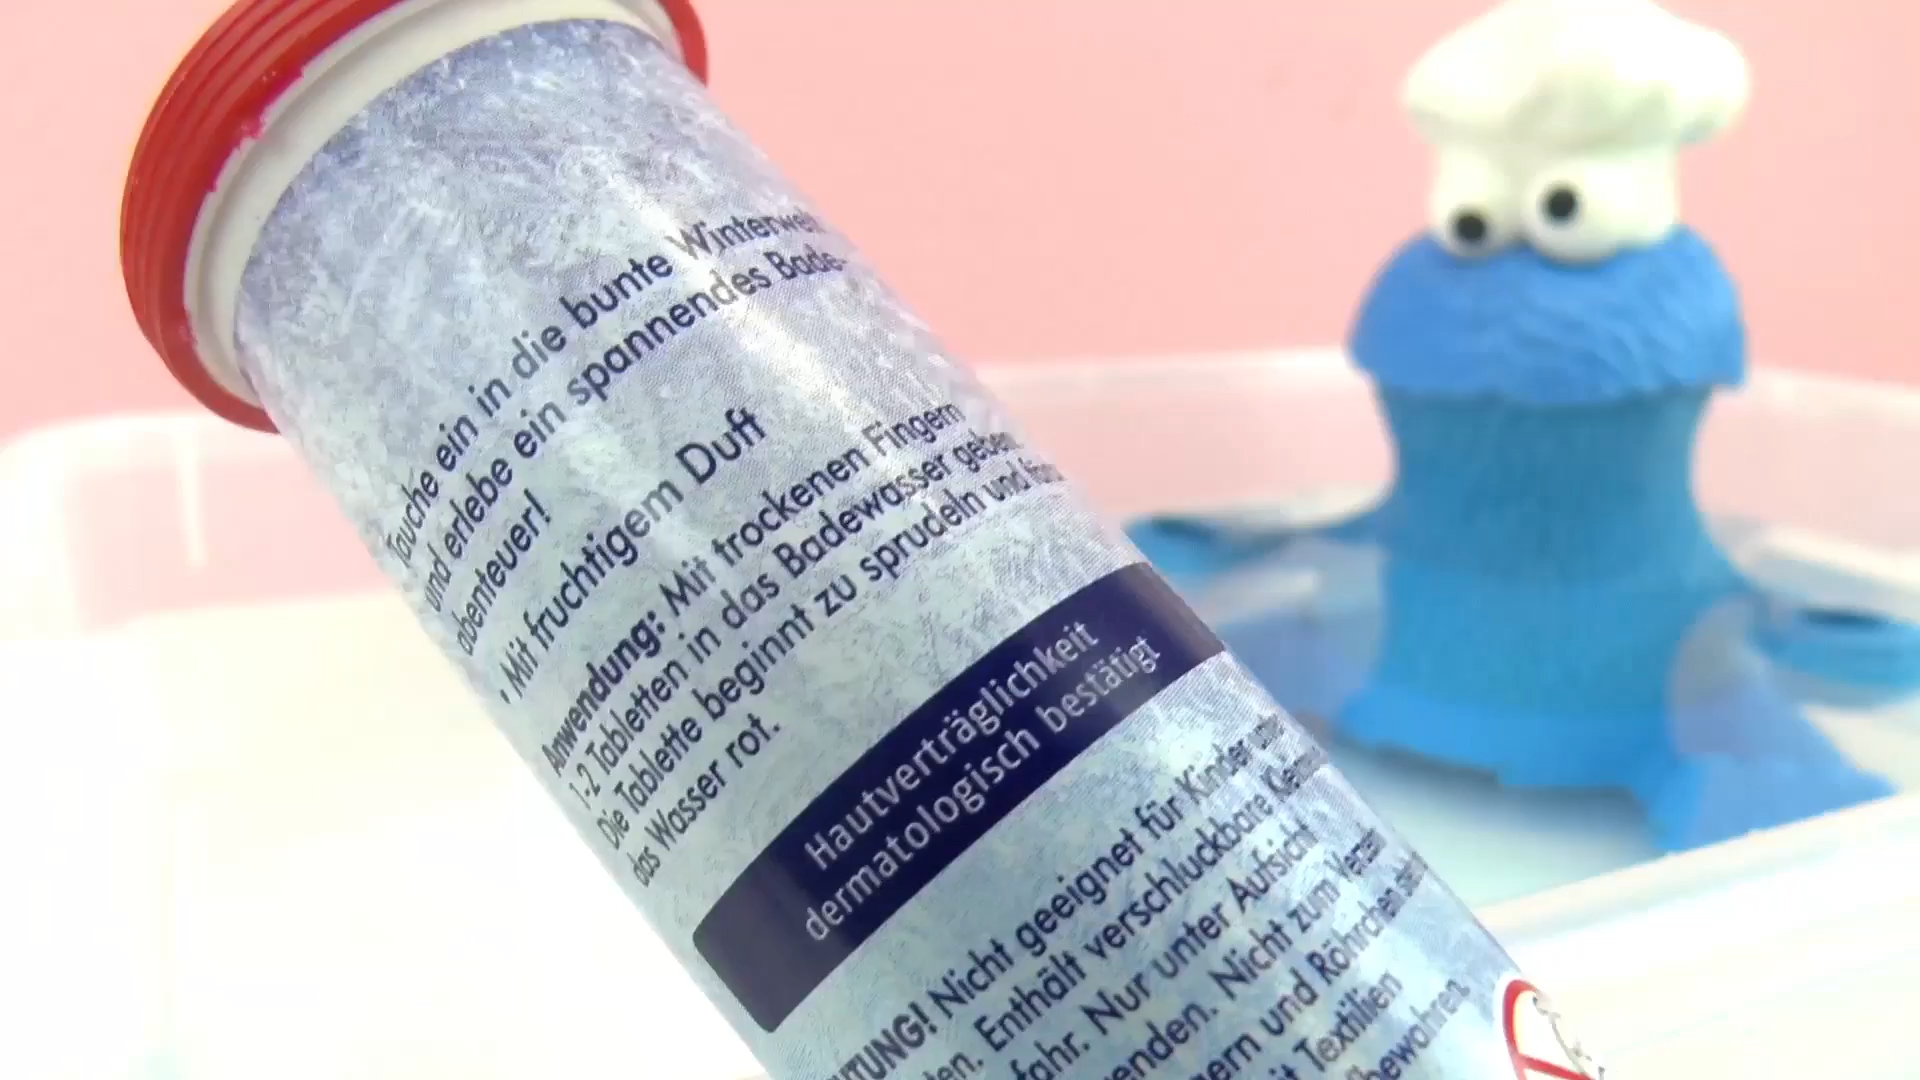 Tauche ein in die bunte Winterwelt
und erlebe ein spannendes Bade-
abenteuer!
• Mit fruchtigem Duft
Anwendung: Mit trockenen Fingern
1-2 Tabletten in das Badewasser geben.
Die Tablette beginnt zu sprudeln und
das Wasser rot.
Hautverträglichkeit
dermatologisch bestätigt
Nicht geeignet für Kinder unter
Enthält verschluckbare
Nur unter Aufsicht
Nicht zum
und Röhrchen
Textilien